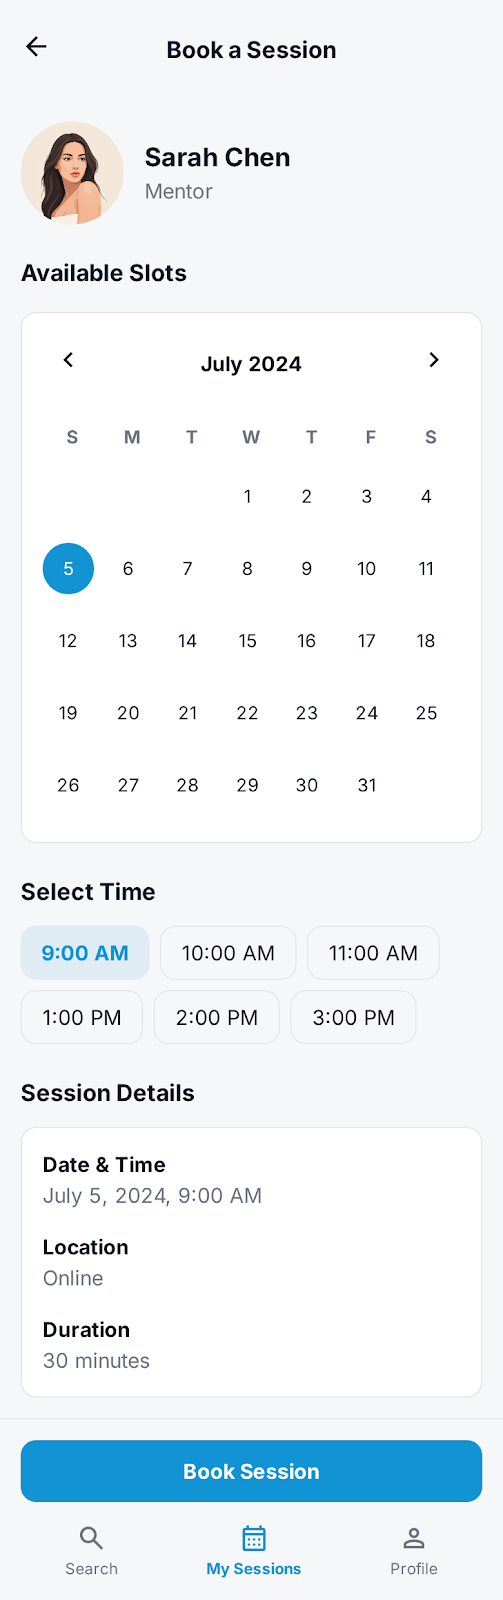 Book a Session
Sarah Chen
Mentor
Available Slots
July 2024
S M T W T F S
1 2 3 4
5 6 7 8 9 10 11
12 13 14 15 16 17 18
19 20 21 22 23 24 25
26 27 28 29 30 31
Select Time
9:00 AM 10:00 AM 11:00 AM
1:00 PM 2:00 PM 3:00 PM
Session Details
Date & Time
July 5, 2024, 9:00 AM
Location
Online
Duration
30 minutes
Book Session
Search My Sessions Profile